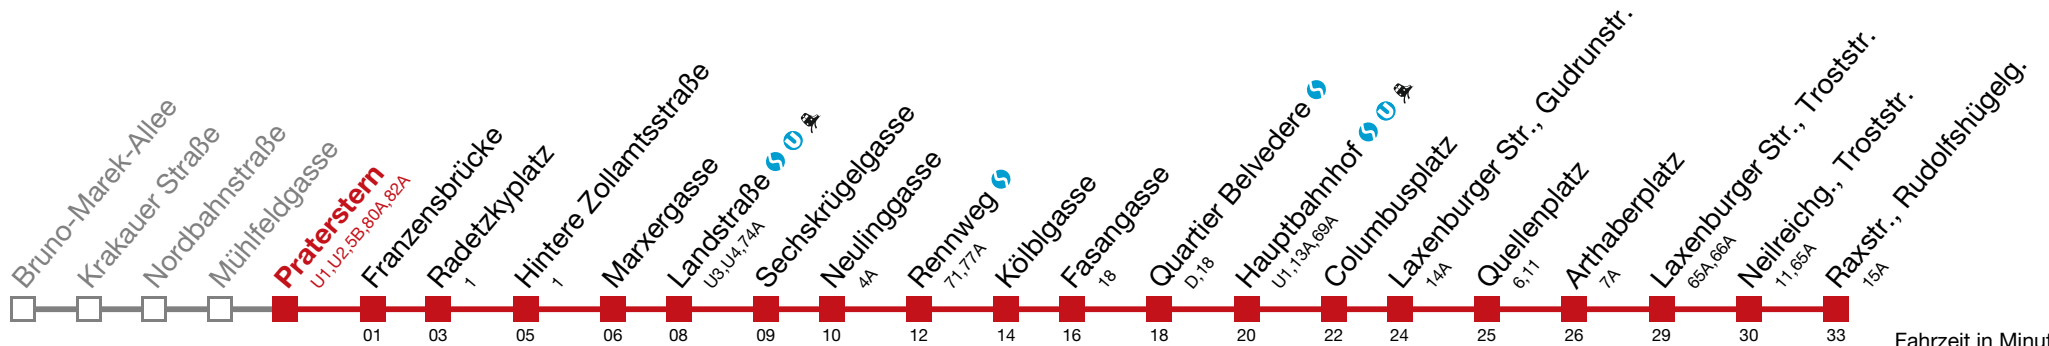 Bruno-Marek-Allee
Krakauer Straße
Nordbahnstraße
Mühlfeldgasse
Praterstern
U1,U2,5B,80A,82A
Franzensbrücke
01
Radetzkyplatz
1
03
Hintere Zollamtsstraße
1
05
Marxergasse
06
Landstraße S U
U3,U4,74A
08
Sechskrügelgasse
09
Neulinggasse
4A
10
Rennweg S
71,77A
12
Kölblgasse
14
Fasangasse
18
16
Quartier Belvedere S
D,18
18
Hauptbahnhof S U
U1,13A,69A
20
Columbusplatz
22
Laxenburger Str., Gudrunstr.
14A
24
Quellenplatz
6,11
25
Arthaberplatz
7A
26
Laxenburger Str., Troststr.
65A,66A
29
Neilreichg., Troststr.
11,65A
30
Raxstr., Rudolfshügelg.
15A
33
Fahrzeit in Minut